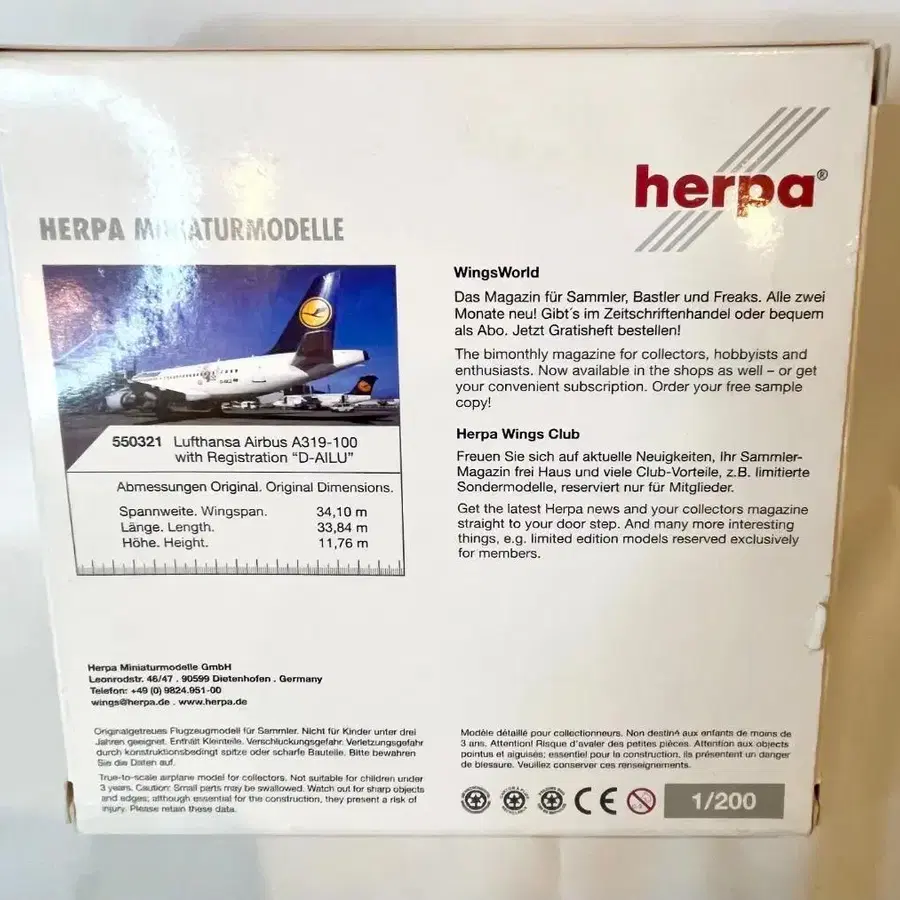 herpa®
HERPA MINIATURMODELLE
550321 Lufthansa Airbus A319-100
with Registration "D-AILU"
Abmessungen Original. Original Dimensions.
Spannweite. Wingspan. 34,10 m
Länge. Length. 33,84 m
Höhe. Height. 11,76 m
WingsWorld
Das Magazin für Sammler, Bastler und Freaks. Alle zwei
Monate neu! Gibt´s im Zeitschriftenhandel oder bequem
als Abo. Jetzt Gratisheft bestellen!
The bimonthly magazine for collectors, hobbyists and
enthusiasts. Now available in the shops as well – or get
your convenient subscription. Order your free sample
copy!
Herpa Wings Club
Freuen Sie sich auf aktuelle Neuigkeiten, Ihr Sammler-
Magazin frei Haus und viele Club-Vorteile, z.B. limitierte
Sondermodelle, reserviert nur für Mitglieder.
Get the latest Herpa news and your collectors magazine
straight to your door step. And many more interesting
things, e.g. limited edition models reserved exclusively
for members.
Herpa Miniaturmodelle GmbH
Leonrodstr. 46/47 . 90599 Dietenhofen . Germany
Telefon: +49 (0) 9824.951-00
wings@herpa.de . www.herpa.de
Originalgetreues Flugzeugmodell für Sammler. Nicht für Kinder unter drei
Jahren geeignet. Enthält Kleinteile. Verschluckungsgefahr. Verletzungsgefahr
durch konstruktionsbedingt spitze oder scharfe Bauteile. Bitte bewahren
Sie die Daten auf.
True-to-scale airplane model for collectors. Not suitable for children under
3 years. Caution: Small parts may be swallowed. Watch out for sharp objects
and edges; although essential for the construction, they present a risk of
injury. Please retain these data.
Modèle détaillé pour collectionneurs. Non destiné aux enfants de moins de
3 ans. Attention! Risque d'avaler des petites pièces. Attention aux objects
pointus et aiguisés; essentiel pour la construction, ils présentent un danger
de blessure. Veuillez conserver ces renseignements.
CE
1/200